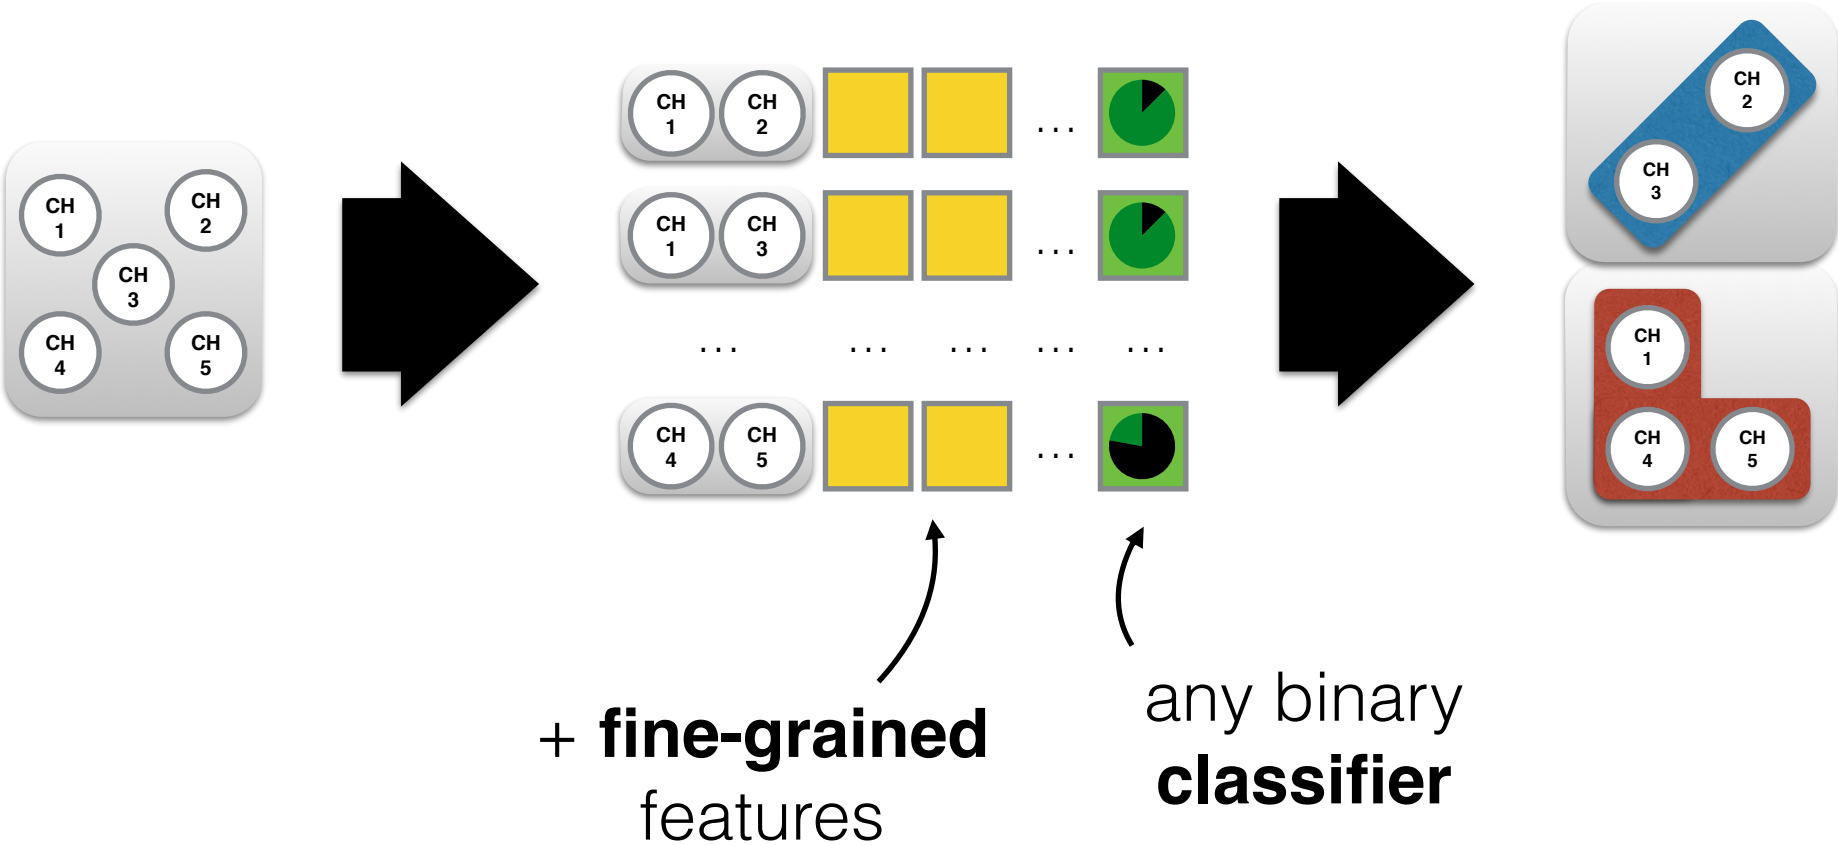 CH
1
CH
2
CH
3
CH
4
CH
5
CH
1
CH
2
...
CH
1
CH
3
...
... ... ... ... ...
CH
4
CH
5
...
+ fine-grained
features
any binary
classifier
CH
2
CH
3
CH
1
CH
4
CH
5